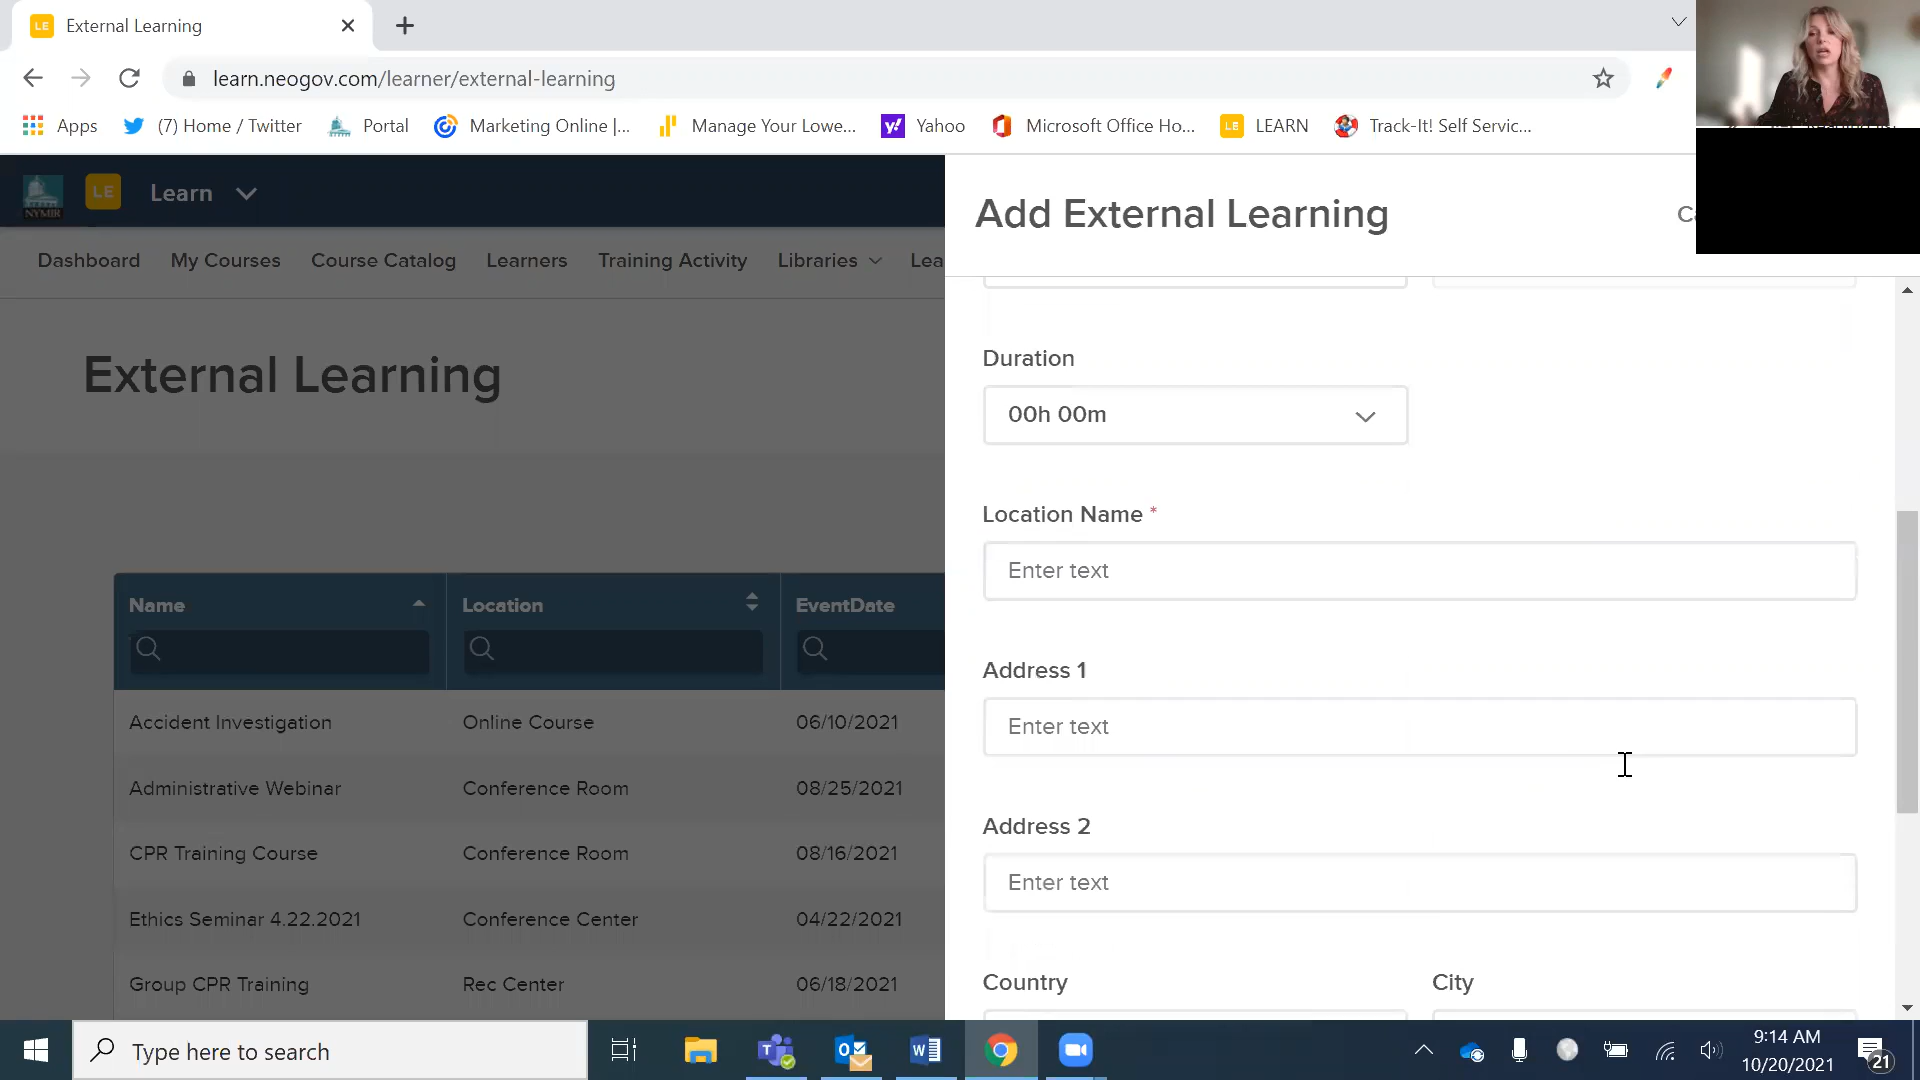 LE External Learning
learn.neogov.com/learner/external-learning
Apps (7) Home / Twitter Portal Marketing Online |... Manage Your Lowe... Yahoo Microsoft Office Ho... LE LEARN Track-It! Self Servic...
NYMIR LE Learn
Dashboard My Courses Course Catalog Learners Training Activity Libraries Lea
External Learning
Name Location EventDate
Accident Investigation Online Course 06/10/2021
Administrative Webinar Conference Room 08/25/2021
CPR Training Course Conference Room 08/16/2021
Ethics Seminar 4.22.2021 Conference Center 04/22/2021
Group CPR Training Rec Center 06/18/2021
Add External Learning
Duration
00h 00m
Location Name *
Enter text
Address 1
Enter text
Address 2
Enter text
Country City
Type here to search
9:14 AM
10/20/2021
21